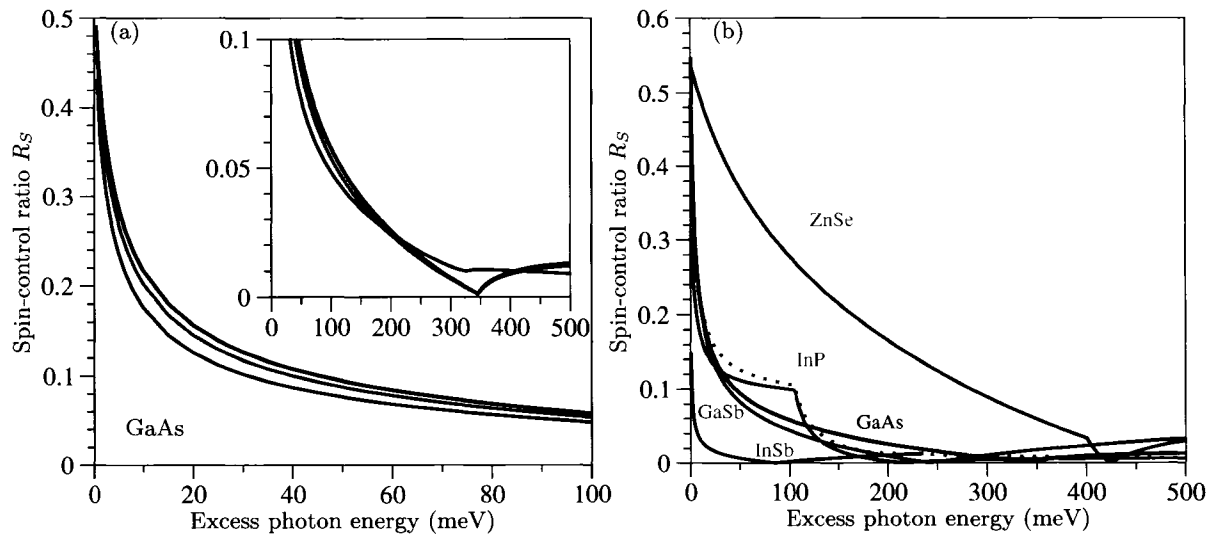 (a)
Spin-control ratio R_S
0.5
0.4
0.3
0.2
0.1
0
0.1
0.05
0
0 100 200 300 400 500
GaAs
0 20 40 60 80 100
Excess photon energy (meV)
(b)
Spin-control ratio R_S
0.6
0.5
0.4
0.3
0.2
0.1
0
ZnSe
InP
GaAs
GaSb
InSb
0 100 200 300 400 500
Excess photon energy (meV)